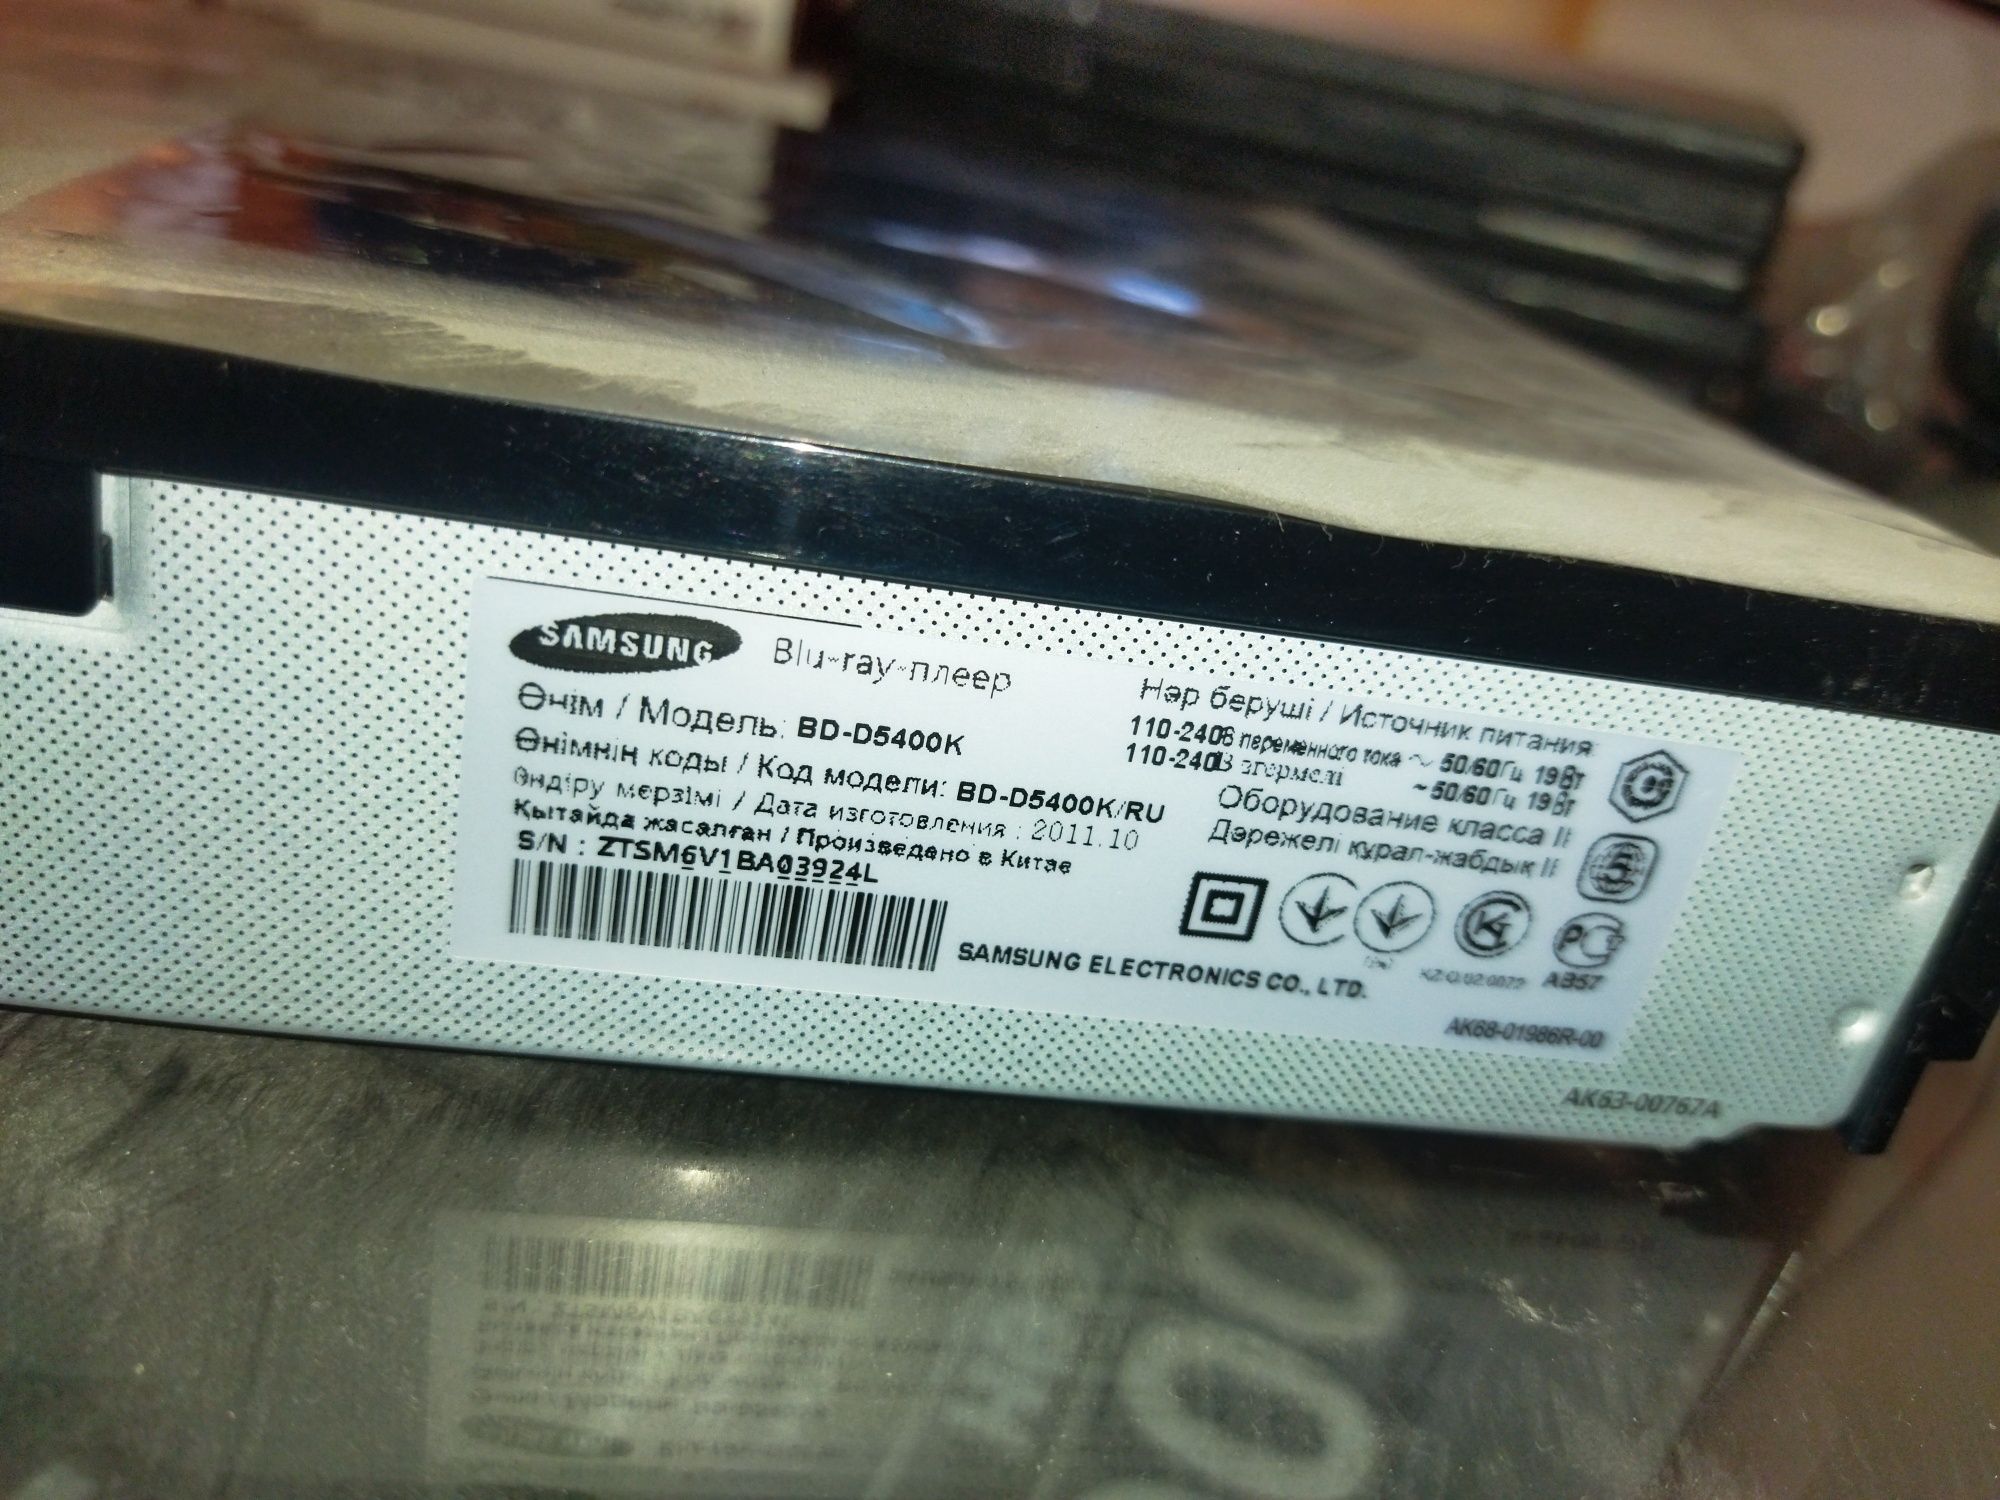 SAMSUNG Blu-ray-плеер
Өнім / Модель: BD-D5400K
Өнімнің коды / Код модели: BD-D5400K/RU
Өндіру мерзімі / Дата изготовления : 2011.10
Қытайда жасалған / Произведено в Китае
S/N : ZTSM6V1BA03924L
SAMSUNG ELECTRONICS CO., LTD.
Нәр беруші / Источник питания
110-240В переменного тока ~ 50/60Гц 19Вт
110-240В ~ 50/60Гц 19Вт
Оборудование класса II
Дәрежелі құрал-жабдық II
АВ57
AK68-01986R-00
AK63-00767A